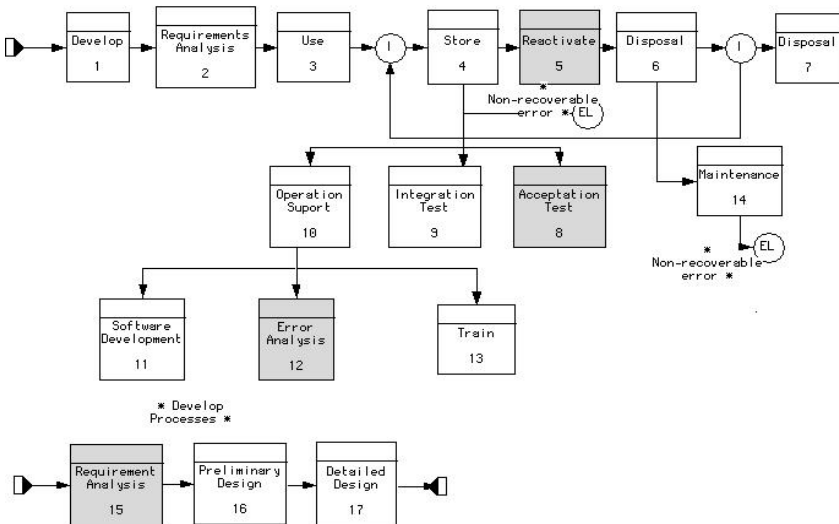 Develop
1
Requirements
Analysis
2
Use
3
I
Store
4
Reactivate
5
Disposal
6
I
Disposal
7
*
Non-recoverable
error *
EL
Operation
Suport
10
Integration
Test
9
Acceptation
Test
8
Maintenance
14
*
Non-recoverable
error *
EL
Software
Development
11
Error
Analysis
12
Train
13
* Develop
Processes *
Requirement
Analysis
15
Preliminary
Design
16
Detailed
Design
17